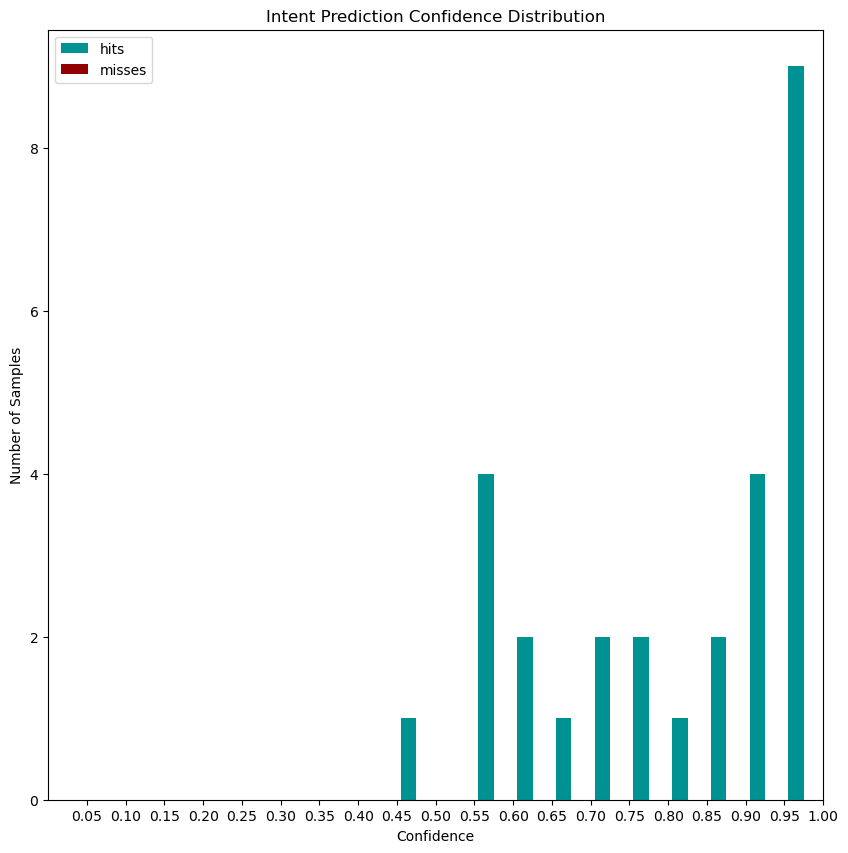 Intent Prediction Confidence Distribution
hits
misses
8
6
4
2
0
Number of Samples
0.05 0.10 0.15 0.20 0.25 0.30 0.35 0.40 0.45 0.50 0.55 0.60 0.65 0.70 0.75 0.80 0.85 0.90 0.95 1.00
Confidence